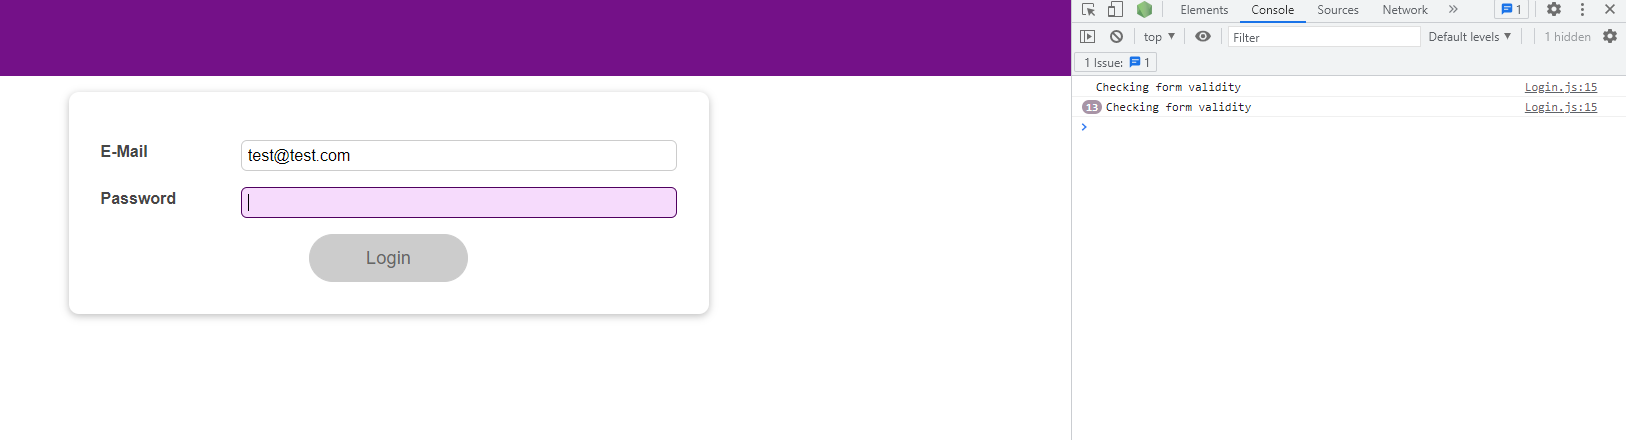 Elements Console Sources Network » 1
top ▼ Filter Default levels ▼ 1 hidden
1 Issue: 1
Checking form validity Login.js:15
13 Checking form validity Login.js:15
>
E-Mail test@test.com
Password
Login